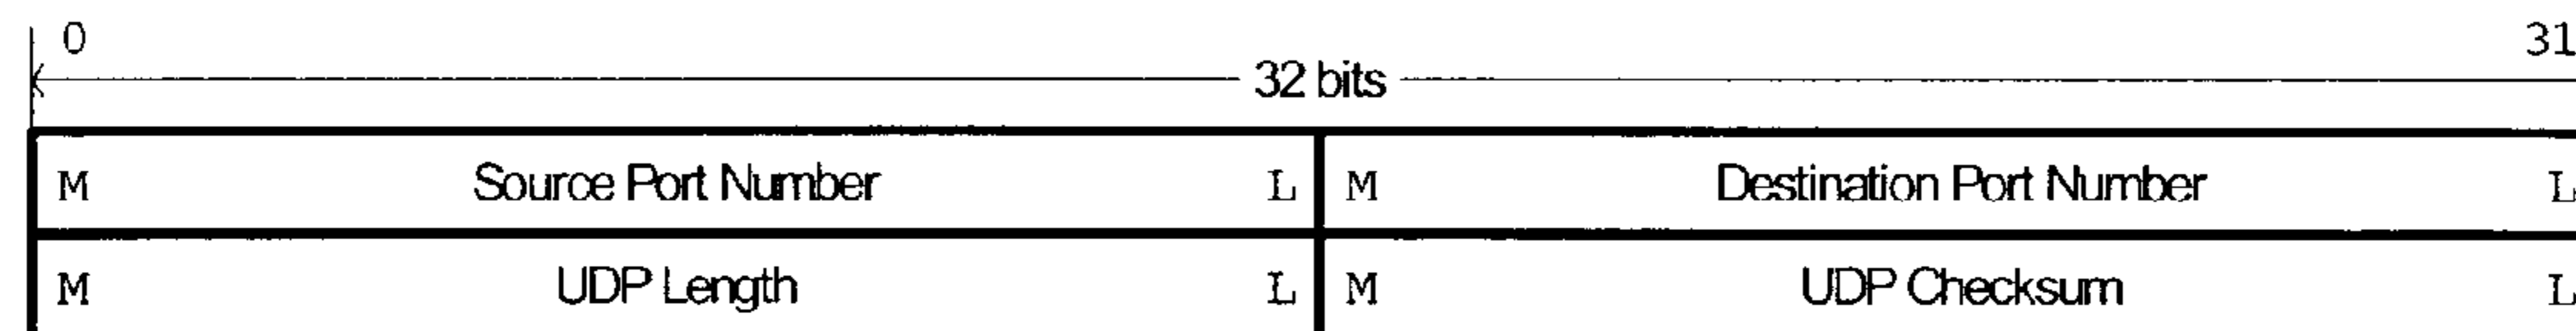 0 31
32 bits
M Source Port Number L M Destination Port Number L
M UDP Length L M UDP Checksum L